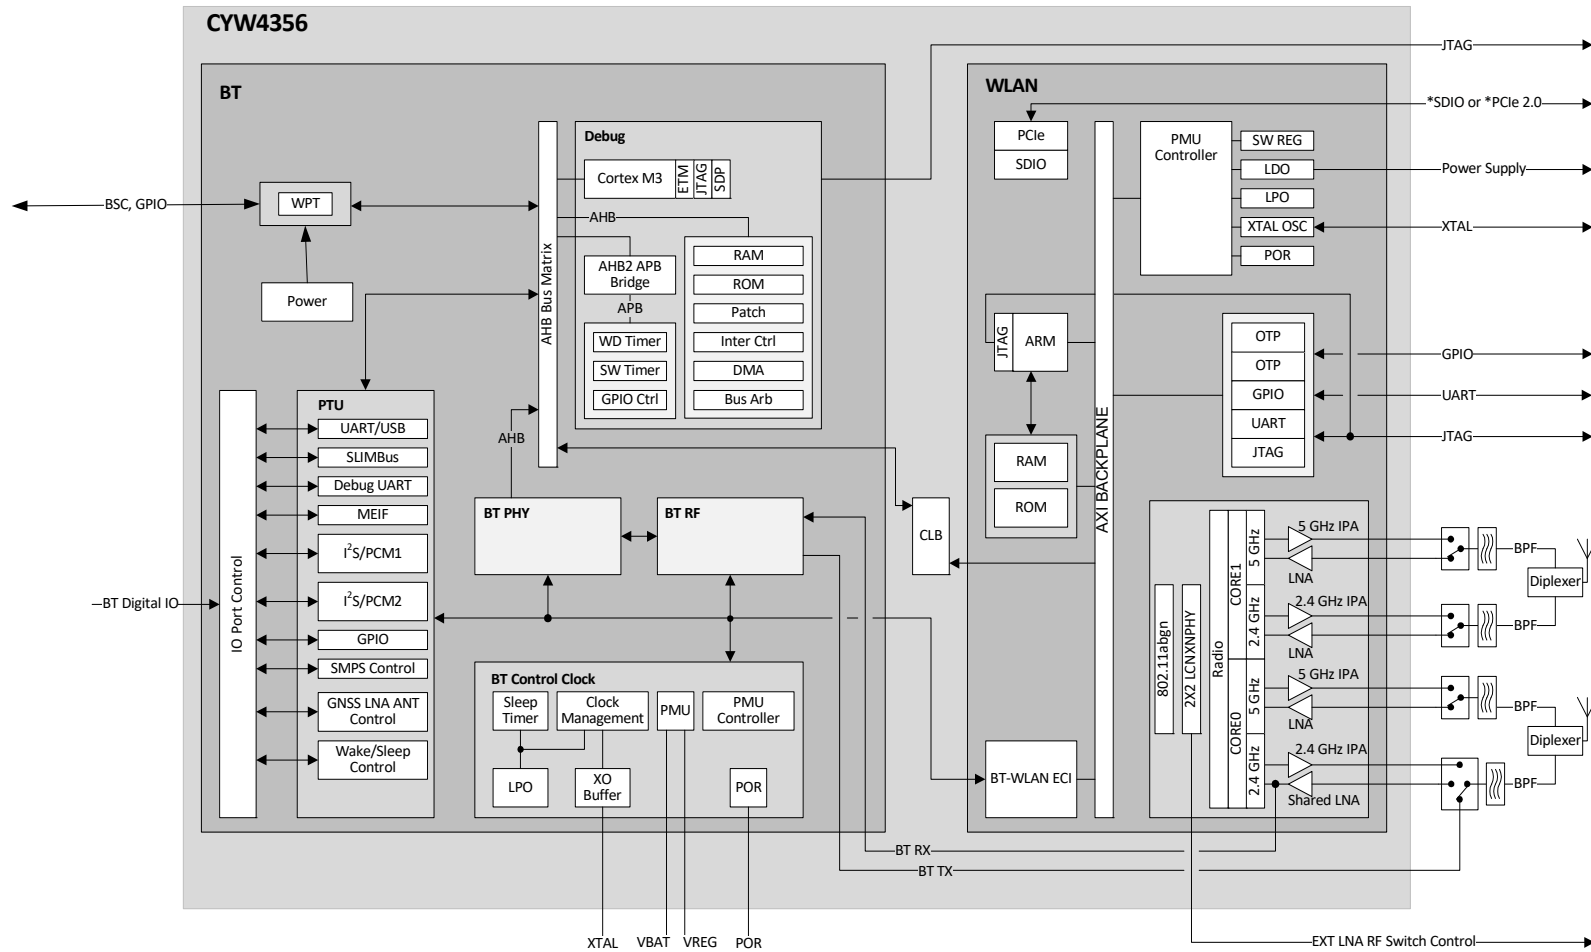 CYW4356
BT
BSC, GPIO
WPT
Power
AHB Bus Matrix
Debug
Cortex M3
ETM
JTAG
SDP
AHB
AHB2 APB
Bridge
APB
WD Timer
SW Timer
GPIO Ctrl
RAM
ROM
Patch
Inter Ctrl
DMA
Bus Arb
BT Digital IO
IO Port Control
PTU
UART/USB
SLIMBus
Debug UART
MEIF
I²S/PCM1
I²S/PCM2
GPIO
SMPS Control
GNSS LNA ANT
Control
Wake/Sleep
Control
AHB
BT PHY
BT RF
BT Control Clock
Sleep
Timer
Clock
Management
PMU
PMU
Controller
LPO
XO
Buffer
POR
XTAL
VBAT
VREG
POR
CLB
BT RX
BT TX
WLAN
PCIe
SDIO
AXI BACKPLANE
PMU
Controller
SW REG
LDO
LPO
XTAL OSC
POR
JTAG
ARM
RAM
ROM
OTP
OTP
GPIO
UART
JTAG
BT-WLAN ECI
802.11abgn
2X2 LCNXNPHY
Radio
CORE1
CORE0
5 GHz
2.4 GHz
5 GHz
2.4 GHz
5 GHz IPA
LNA
2.4 GHz IPA
LNA
5 GHz IPA
LNA
2.4 GHz IPA
Shared LNA
BPF
Diplexer
BPF
BPF
Diplexer
BPF
JTAG
*SDIO or *PCIe 2.0
Power Supply
XTAL
GPIO
UART
JTAG
EXT LNA RF Switch Control